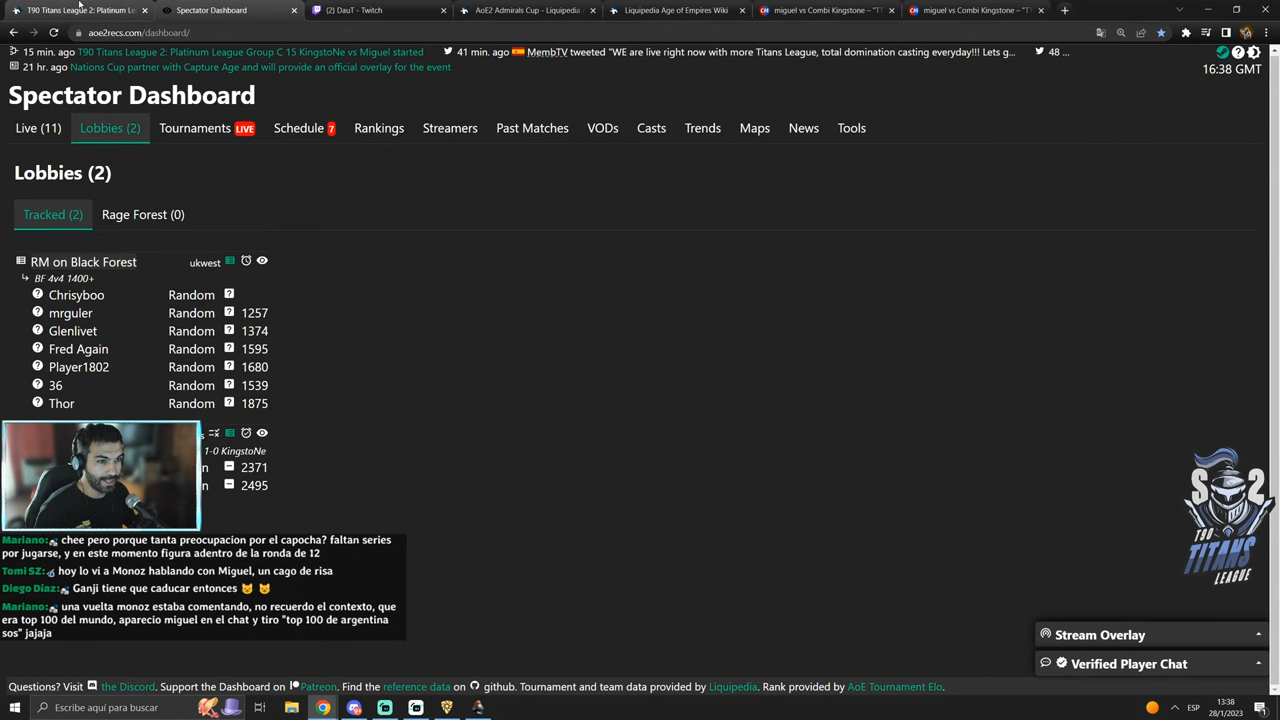 T90 Titans League 2: Platinum Le
Spectator Dashboard
(2) DauT - Twitch
AoE2 Admirals Cup - Liquipedia
Liquipedia Age of Empires Wiki
miguel vs Combi Kingstone – "T
miguel vs Combi Kingstone – "T
aoe2recs.com/dashboard/
15 min. ago T90 Titans League 2: Platinum League Group C 15 KingstoNe vs Miguel started
41 min. ago MembTV tweeted "WE are live right now with more Titans League, total domination casting everyday!!! Lets g...
48 ...
21 hr. ago Nations Cup partner with Capture Age and will provide an official overlay for the event
16:38 GMT
Spectator Dashboard
Live (11) Lobbies (2) Tournaments LIVE Schedule 7 Rankings Streamers Past Matches VODs Casts Trends Maps News Tools
Lobbies (2)
Tracked (2) Rage Forest (0)
RM on Black Forest ukwest
BF 4v4 1400+
Chrisyboo Random ?
mrguler Random ? 1257
Glenlivet Random ? 1374
Fred Again Random ? 1595
Player1802 Random ? 1680
36 Random ? 1539
Thor Random ? 1875
1-0 KingstoNe
2371
2495
Mariano: chee pero porque tanta preocupacion por el capocha? faltan series
por jugarse, y en este momento figura adentro de la ronda de 12
Tomi SZ: hoy lo vi a Monoz hablando con Miguel, un cago de risa
Diego Díaz: Ganji tiene que caducar entonces
Mariano: una vuelta monoz estaba comentando, no recuerdo el contexto, que
era top 100 del mundo, aparecio miguel en el chat y tiro "top 100 de argentina
sos" jajaja
S 2
T90
TITANS
LEAGUE
Stream Overlay
Verified Player Chat
Questions? Visit the Discord. Support the Dashboard on Patreon. Find the reference data on github. Tournament and team data provided by Liquipedia. Rank provided by AoE Tournament Elo.
Escribe aquí para buscar
ESP
13:38
28/1/2023